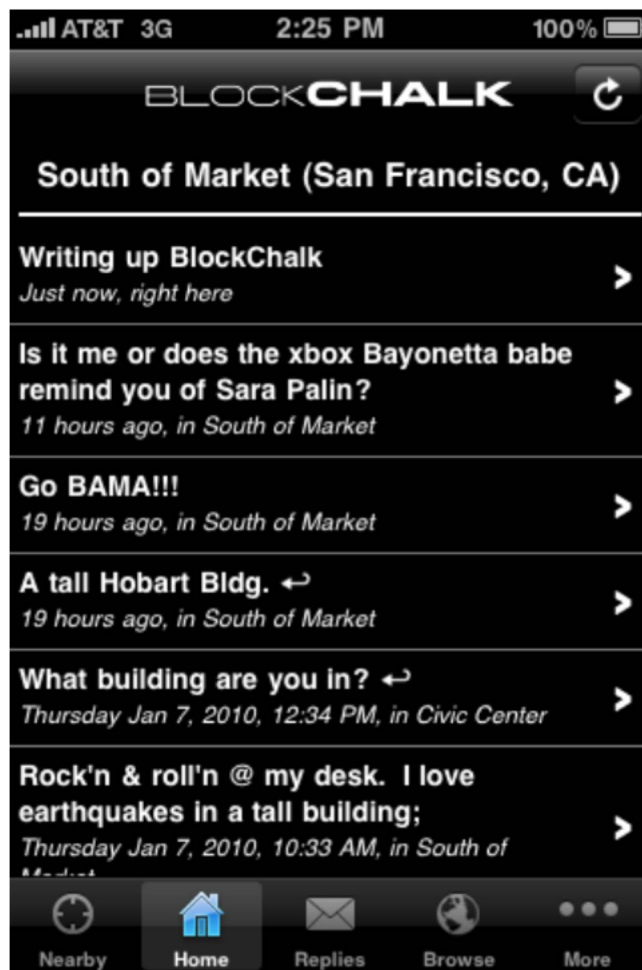 AT&T 3G 2:25 PM 100%
BLOCKCHALK
South of Market (San Francisco, CA)
Writing up BlockChalk
Just now, right here
Is it me or does the xbox Bayonetta babe
remind you of Sara Palin?
11 hours ago, in South of Market
Go BAMA!!!
19 hours ago, in South of Market
A tall Hobart Bldg.
19 hours ago, in South of Market
What building are you in?
Thursday Jan 7, 2010, 12:34 PM, in Civic Center
Rock'n & roll'n @ my desk. I love
earthquakes in a tall building;
Thursday Jan 7, 2010, 10:33 AM, in South of
Market
Nearby Home Replies Browse More